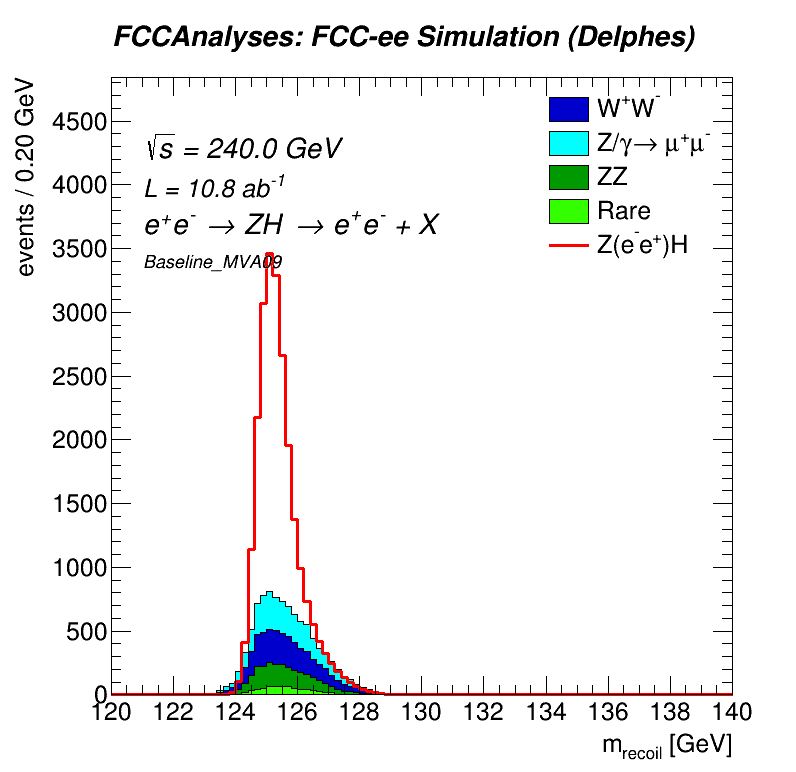 FCCAnalyses: FCC-ee Simulation (Delphes)
events / 0.20 GeV
4500
4000
3500
3000
2500
2000
1500
1000
500
0
√s = 240.0 GeV
L = 10.8 ab⁻¹
e⁺e⁻ → ZH → e⁺e⁻ + X
Baseline_MVA09
W⁺W⁻
Z/γ→ μ⁺μ⁻
ZZ
Rare
Z(e⁻e⁺)H
120 122 124 126 128 130 132 134 136 138 140
m_recoil [GeV]